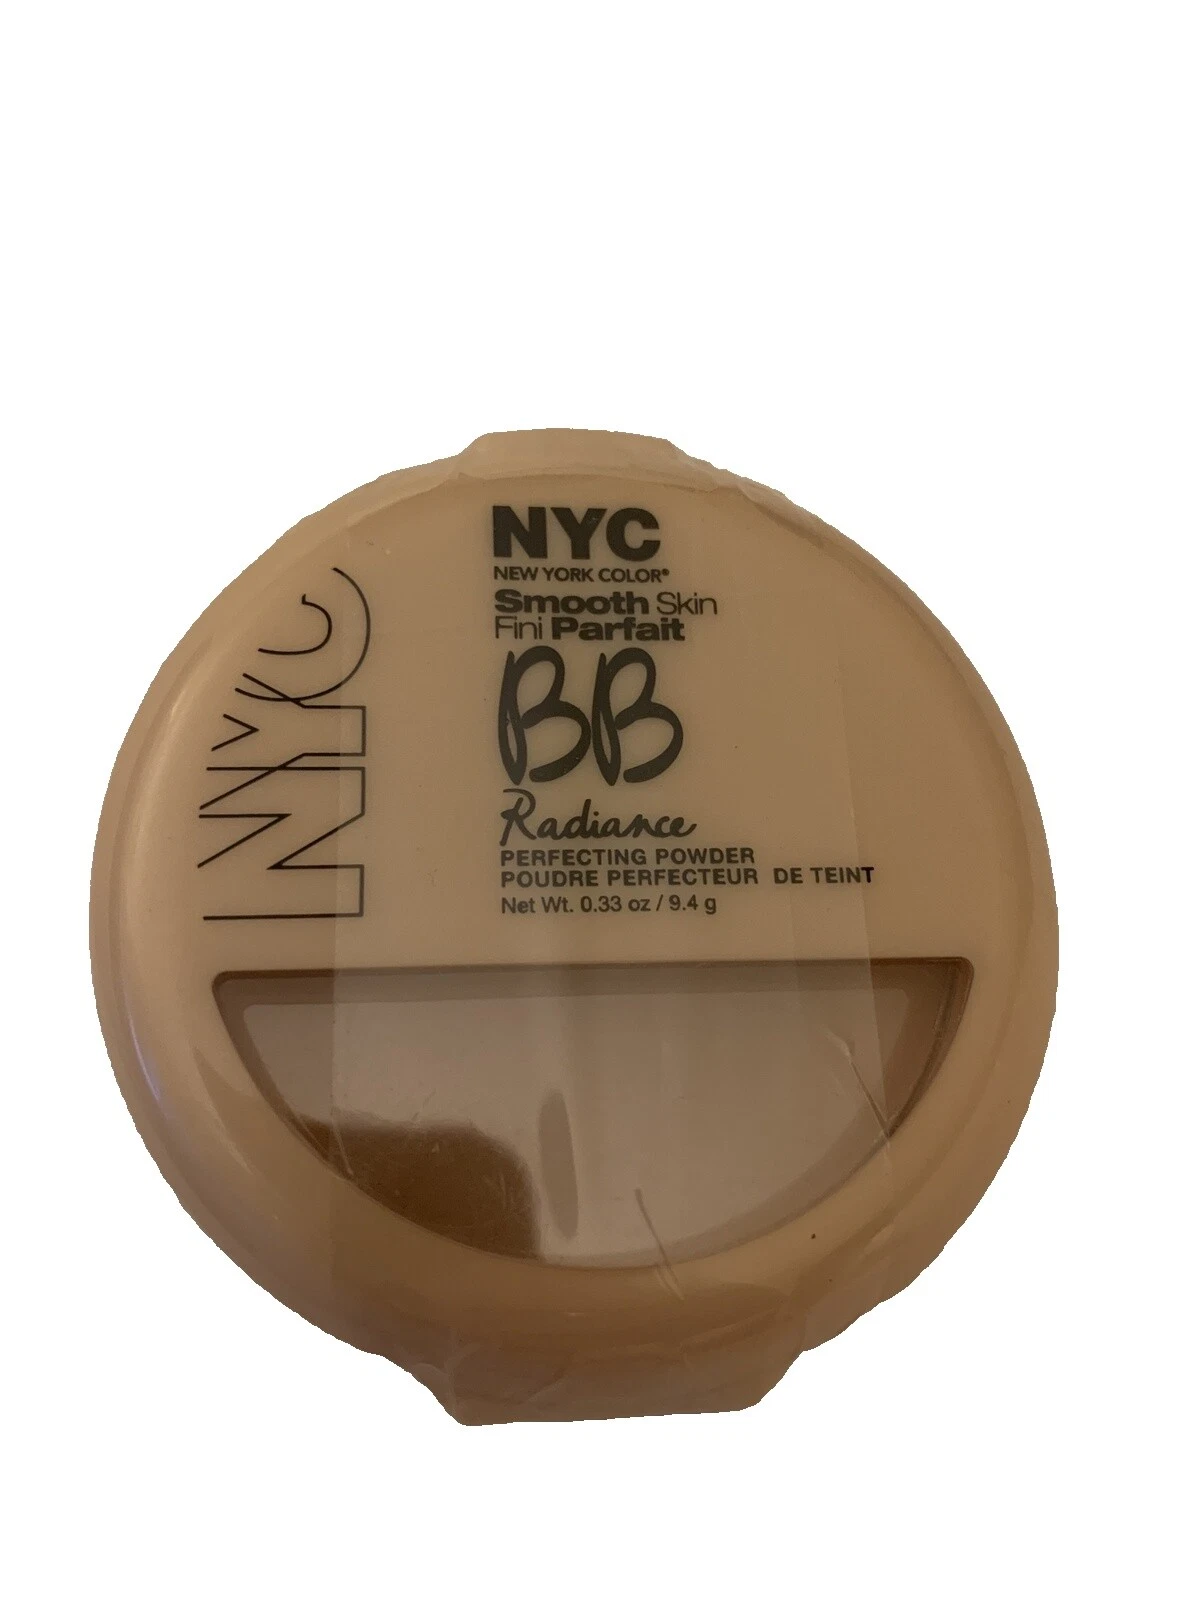 NYC
NYC
NEW YORK COLOR®
Smooth Skin
Fini Parfait
BB
Radiance
PERFECTING POWDER
POUDRE PERFECTEUR DE TEINT
Net Wt. 0.33 oz / 9.4 g